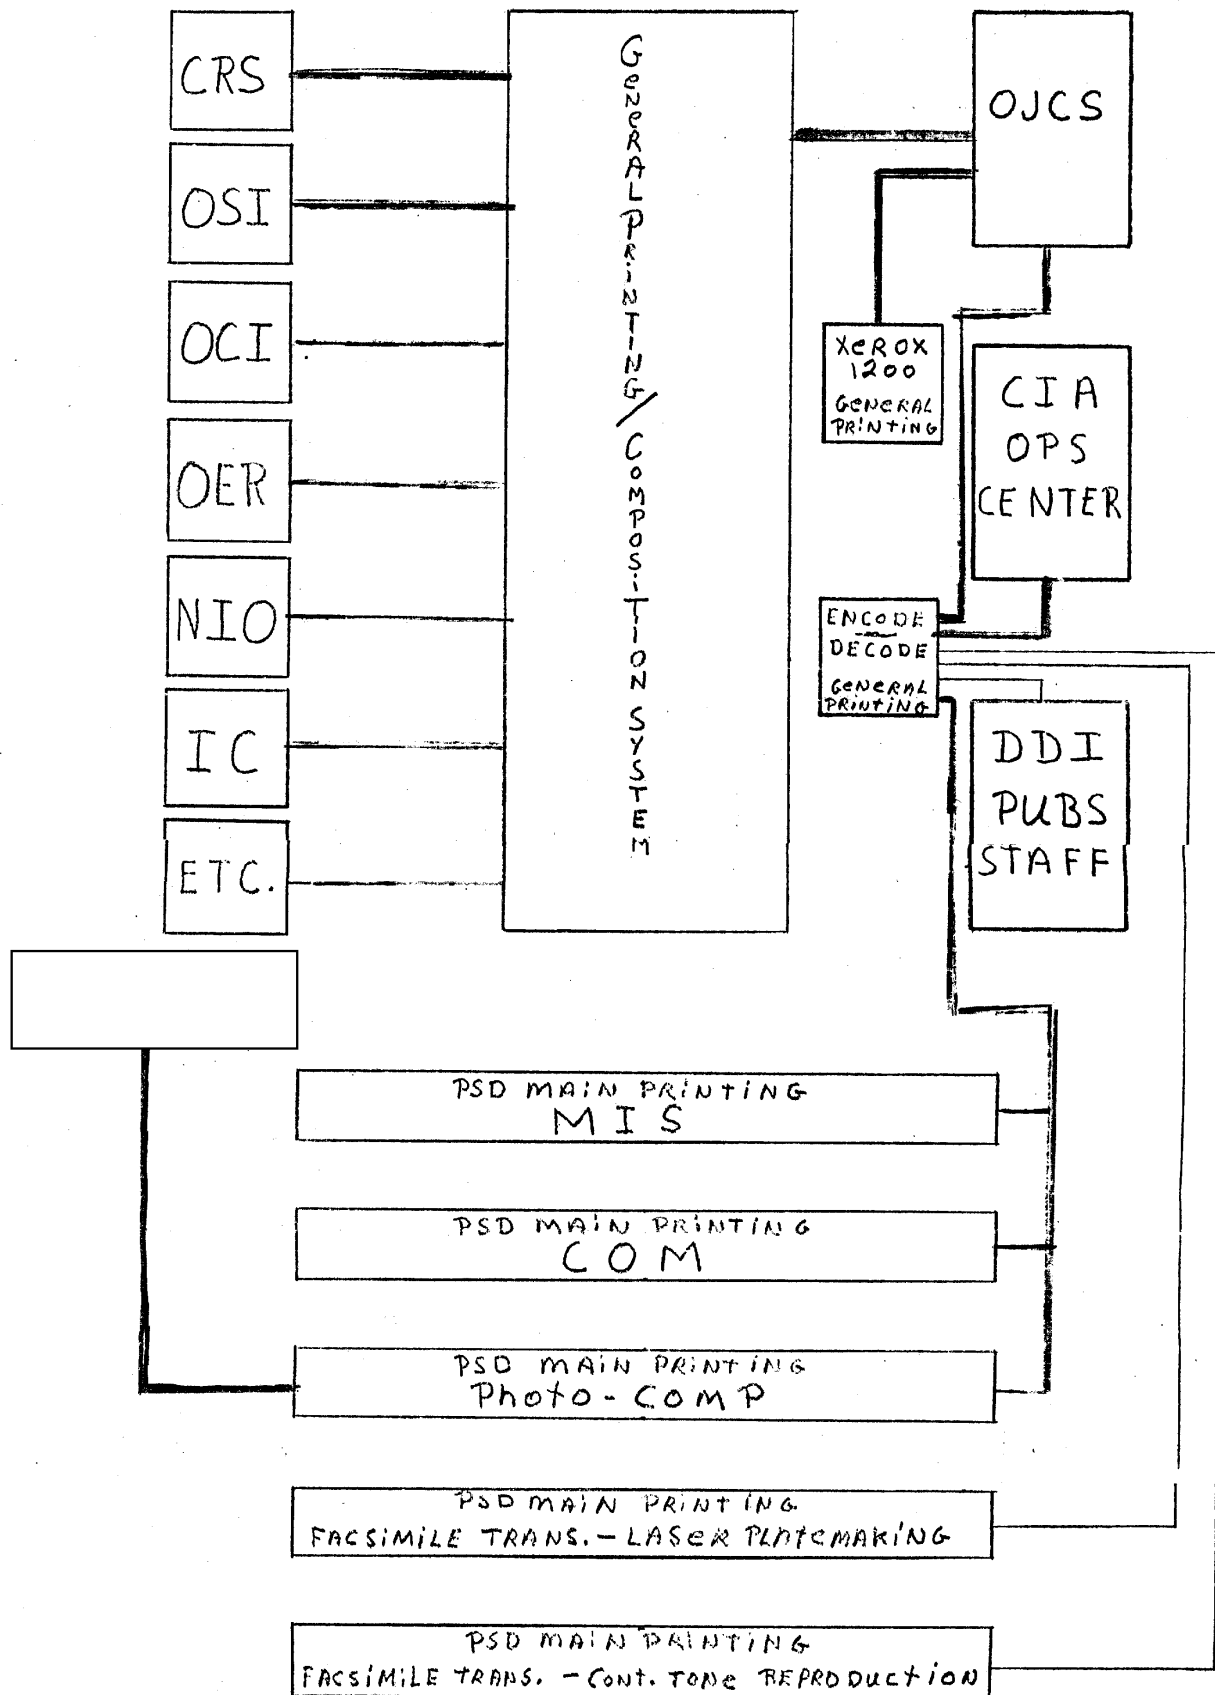 CRS
OSI
OCI
OER
NIO
IC
ETC.
GeNeRAL PRiNTiNG/COMPOSiTiON SYSTEM
OJCS
XeROX
1200
GeNeRAL
PRiNtiNG
CIA
OPS
CENTER
ENCODE
DECODE
GeNeRAL
PRiNtiNG
DDI
PUBS
STAFF
PSD MAiN PRiNTiNG
MIS
PSD MAiN PRiNTiNG
COM
PSD MAiN PRiNtiNG
Photo-COMP
PSD MAiN PRiNTiNG
FACSiMiLE TRANS. - LASeR PLAteMAKiNG
PSD MAiN PRiNTiNG
FACSiMiLE tRANS. - CoNt. TONe REPRODUCtiON